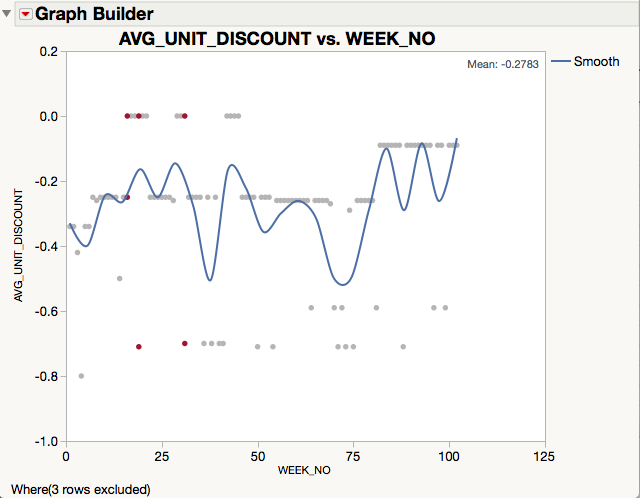 Graph Builder
AVG_UNIT_DISCOUNT vs. WEEK_NO
Mean: -0.2783
Smooth
AVG_UNIT_DISCOUNT
0.2
0.0
-0.2
-0.4
-0.6
-0.8
-1.0
0 25 50 75 100 125
WEEK_NO
Where(3 rows excluded)